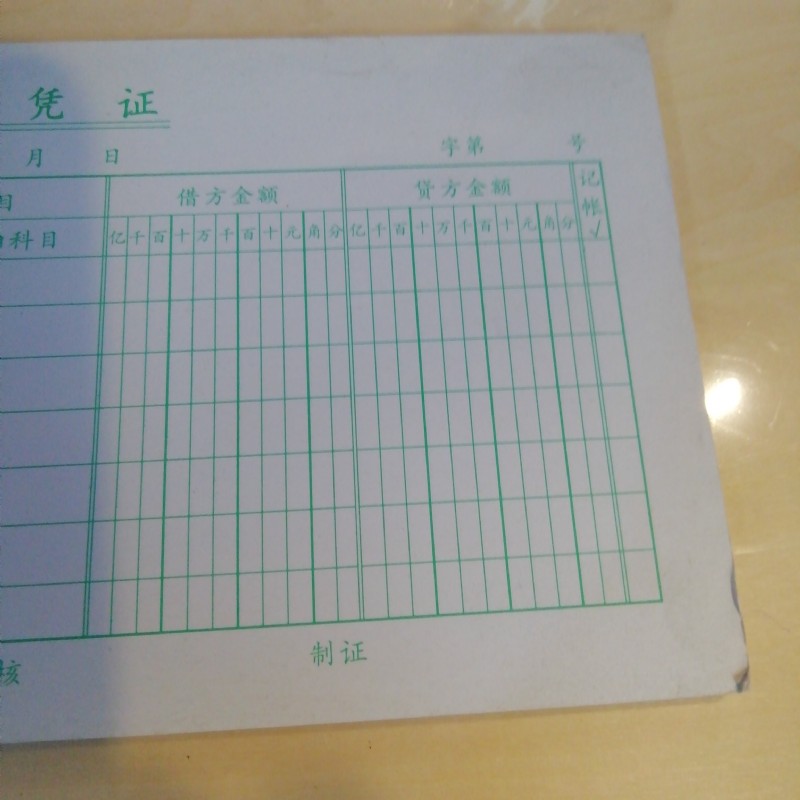 凭 证
月 日 字第 号
目 借方金额 贷方金额 记帐✓
科目 亿千百十万千百十元角分 亿千百十万千百十元角分
核 制证